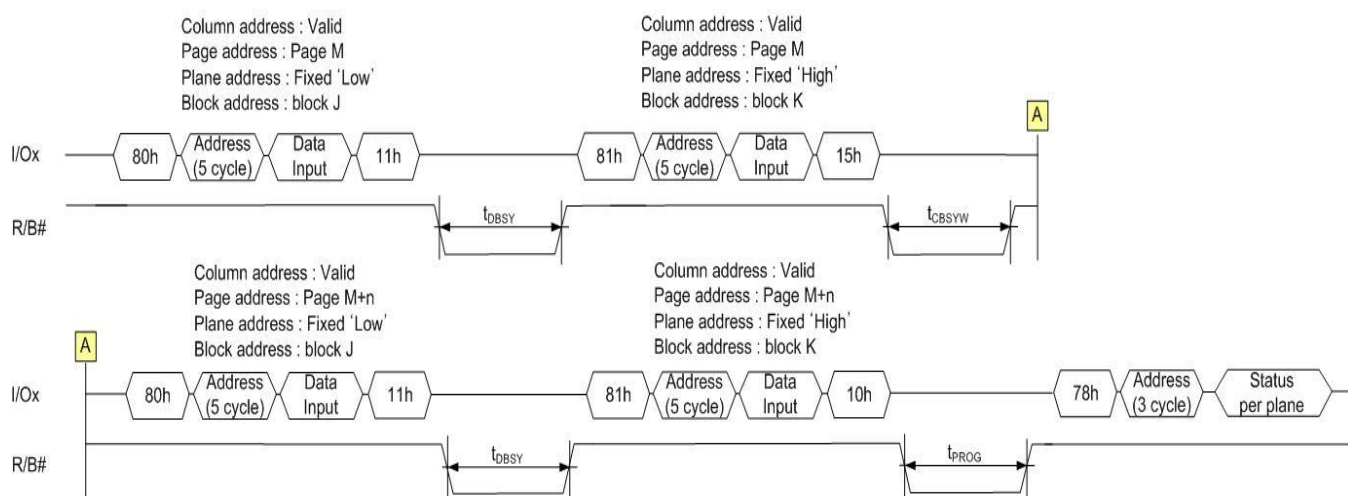 Column address : Valid
Page address : Page M
Plane address : Fixed ‘Low’
Block address : block J
Column address : Valid
Page address : Page M
Plane address : Fixed ‘High’
Block address : block K
A
I/Ox
80h
Address
(5 cycle)
Data
Input
11h
81h
Address
(5 cycle)
Data
Input
15h
R/B#
tDBSY
tCBSYW
Column address : Valid
Page address : Page M+n
Plane address : Fixed ‘Low’
Block address : block J
Column address : Valid
Page address : Page M+n
Plane address : Fixed ‘High’
Block address : block K
A
I/Ox
80h
Address
(5 cycle)
Data
Input
11h
81h
Address
(5 cycle)
Data
Input
10h
78h
Address
(3 cycle)
Status
per plane
R/B#
tDBSY
tPROG